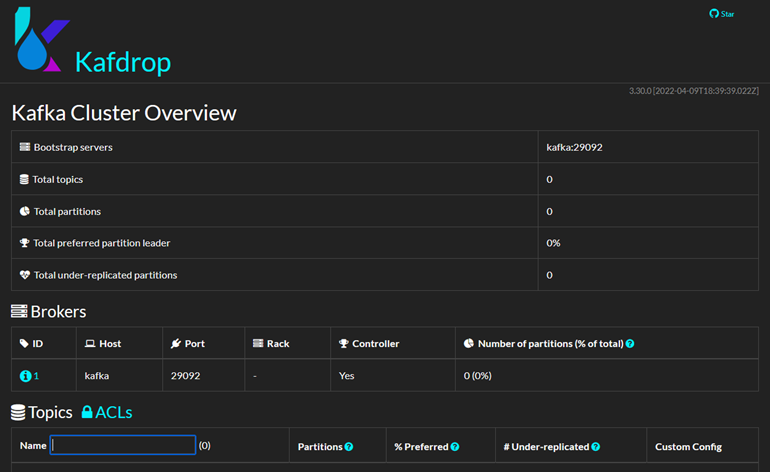 Star
Kafdrop
3.30.0 [2022-04-09T18:39:39.022Z]
Kafka Cluster Overview
Bootstrap servers kafka:29092
Total topics 0
Total partitions 0
Total preferred partition leader 0%
Total under-replicated partitions 0
Brokers
ID Host Port Rack Controller Number of partitions (% of total)
1 kafka 29092 - Yes 0 (0%)
Topics ACLs
Name (0) Partitions % Preferred # Under-replicated Custom Config